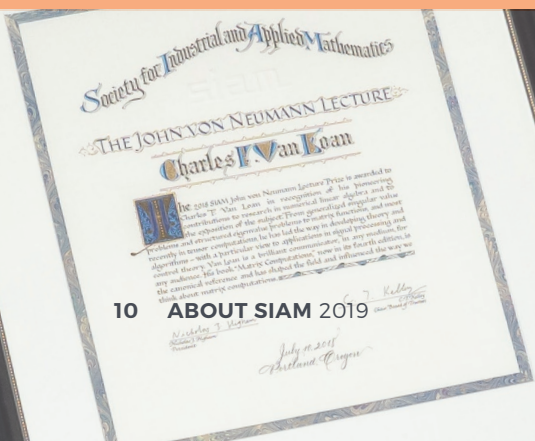 Society for Industrial and Applied Mathematics
siam
THE JOHN VON NEUMANN LECTURE
Charles F. Van Loan
The 2018 SIAM John von Neumann Lecture Prize is awarded to
Charles F. Van Loan in recognition of his pioneering
contributions to research in numerical linear algebra and to
the exposition of the subject. From generalized singular value
problems and structured eigenvalue problems to matrix functions, and most
recently in tensor computations, he has led the way in developing theory and
algorithms – with a particular view to applications in signal processing and
control theory. Van Loan is a brilliant communicator, in any medium, for
any audience. His book "Matrix Computations," now in its fourth edition, is
the canonical reference and has shaped the field and influenced the way we
think about matrix computations.
10 ABOUT SIAM 2019
Nicholas J. Higham
T. Kelley
Nicholas J. Higham
President
July 11, 2018
Portland, Oregon